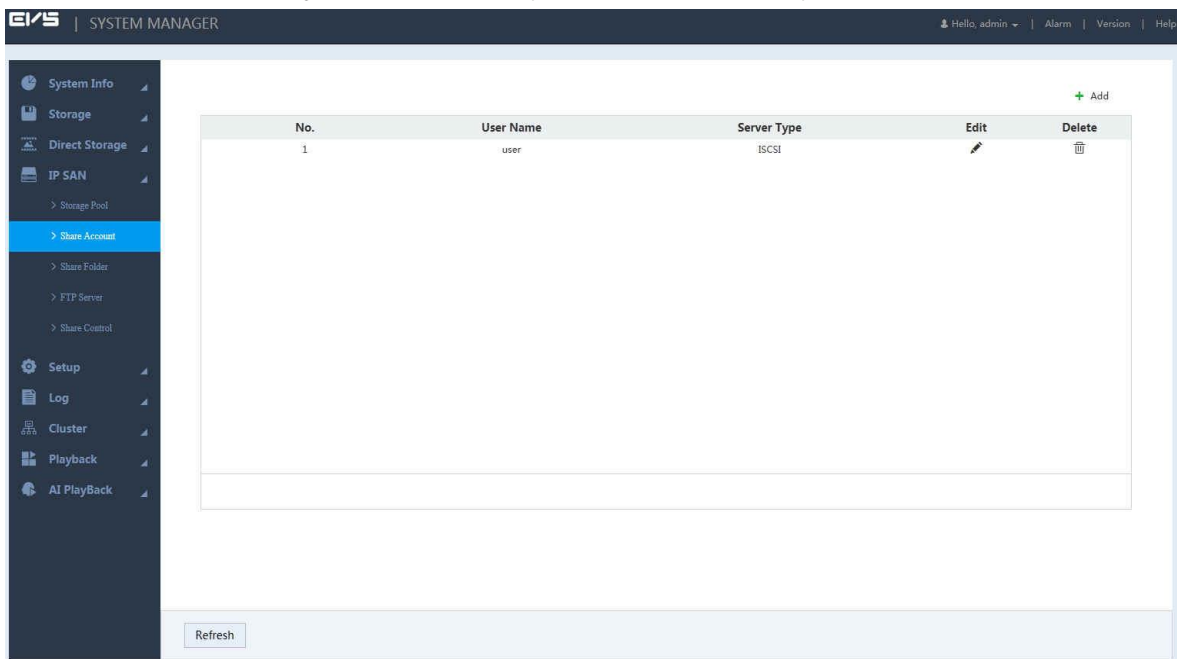 EVS | SYSTEM MANAGER
Hello, admin | Alarm | Version | Help
System Info
Storage
Direct Storage
IP SAN
> Storage Pool
> Share Account
> Share Folder
> FTP Server
> Share Control
Setup
Log
Cluster
Playback
AI PlayBack
+ Add
No. User Name Server Type Edit Delete
1 user ISCSI
Refresh